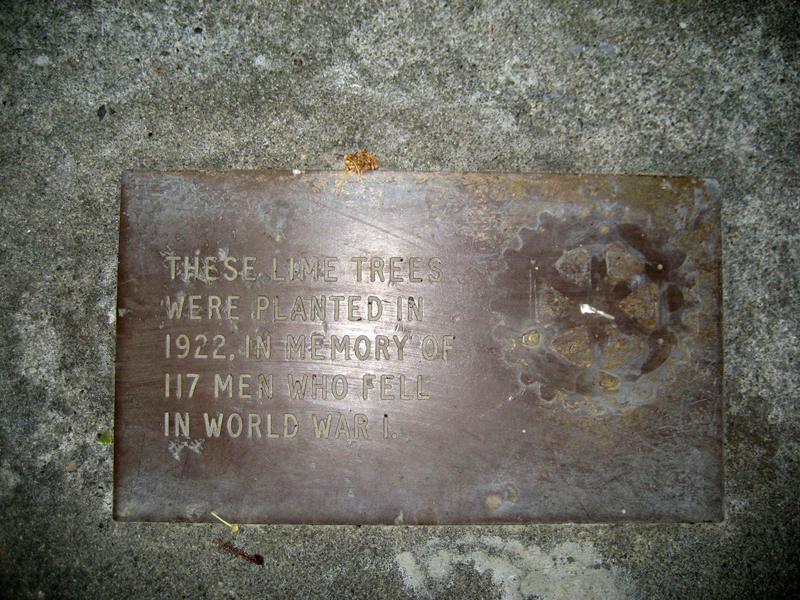 THESE LIME TREES
WERE PLANTED IN
1922, IN MEMORY OF
117 MEN WHO FELL
IN WORLD WAR I.